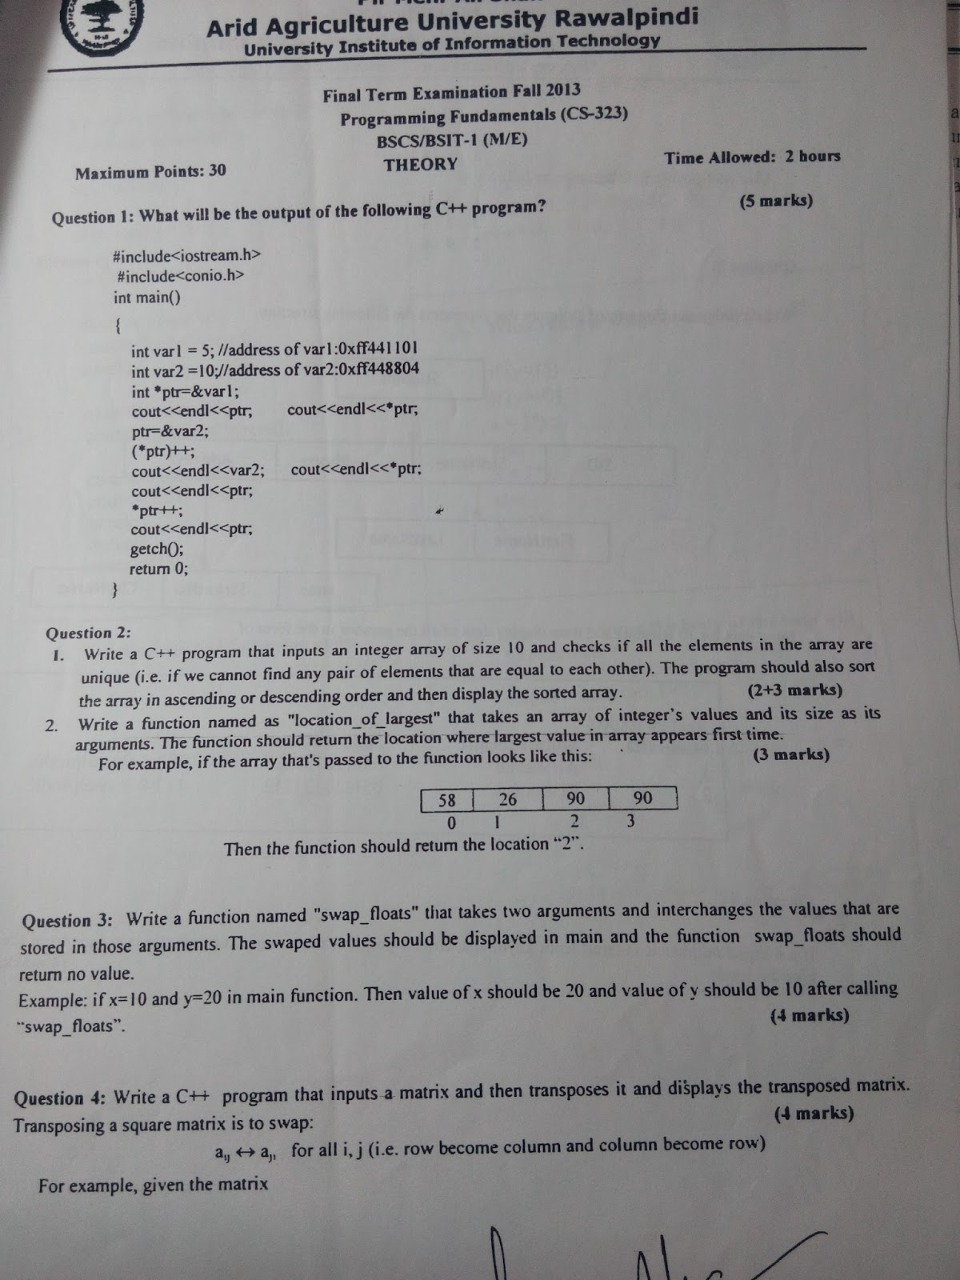 Arid Agriculture University Rawalpindi
University Institute of Information Technology
Final Term Examination Fall 2013
Programming Fundamentals (CS-323)
BSCS/BSIT-1 (M/E)
Maximum Points: 30 THEORY Time Allowed: 2 hours
Question 1: What will be the output of the following C++ program? (5 marks)
#include<iostream.h>
#include<conio.h>
int main()
{
int var1 = 5; //address of var1:0xff441101
int var2 =10;//address of var2:0xff448804
int *ptr=&var1;
cout<<endl<<ptr; cout<<endl<<*ptr;
ptr=&var2;
(*ptr)++;
cout<<endl<<var2; cout<<endl<<*ptr;
cout<<endl<<ptr;
*ptr++;
cout<<endl<<ptr;
getch();
return 0;
}
Question 2:
1. Write a C++ program that inputs an integer array of size 10 and checks if all the elements in the array are
unique (i.e. if we cannot find any pair of elements that are equal to each other). The program should also sort
the array in ascending or descending order and then display the sorted array. (2+3 marks)
2. Write a function named as "location_of_largest" that takes an array of integer's values and its size as its
arguments. The function should return the location where largest value in array appears first time.
For example, if the array that's passed to the function looks like this: (3 marks)
58 26 90 90
0 1 2 3
Then the function should return the location “2”.
Question 3: Write a function named "swap_floats" that takes two arguments and interchanges the values that are
stored in those arguments. The swaped values should be displayed in main and the function swap_floats should
return no value.
Example: if x=10 and y=20 in main function. Then value of x should be 20 and value of y should be 10 after calling
“swap_floats”. (4 marks)
Question 4: Write a C++ program that inputs a matrix and then transposes it and displays the transposed matrix.
Transposing a square matrix is to swap: (4 marks)
aij ↔ aji for all i, j (i.e. row become column and column become row)
For example, given the matrix